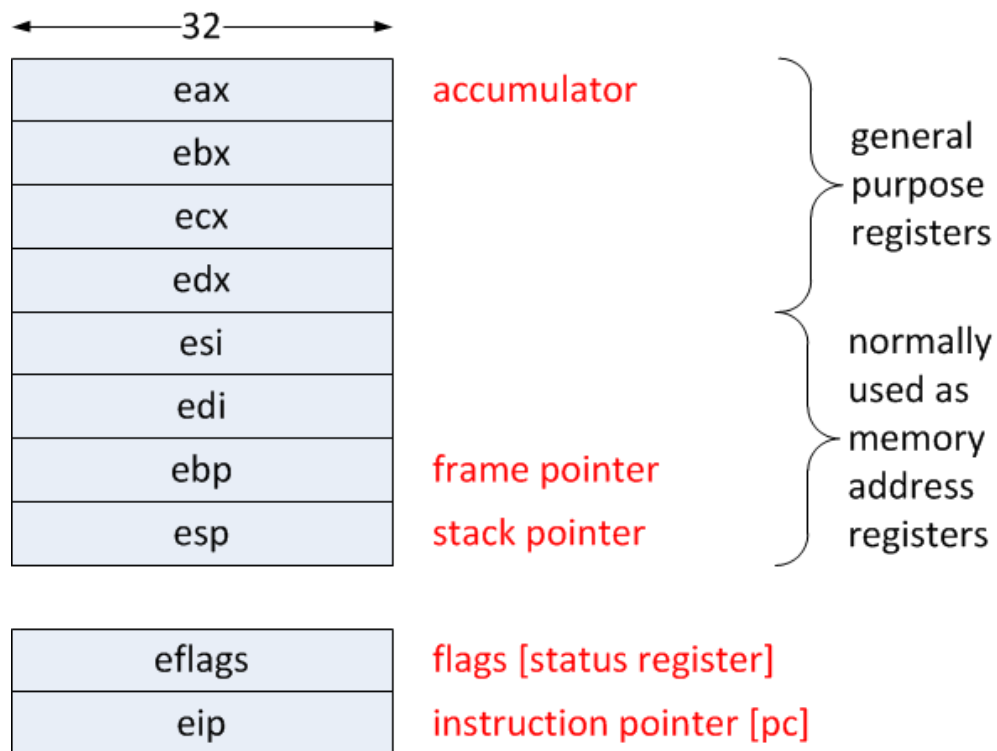 32
eax
accumulator
ebx
ecx
edx
esi
edi
ebp
frame pointer
esp
stack pointer
general
purpose
registers
normally
used as
memory
address
registers
eflags
flags [status register]
eip
instruction pointer [pc]